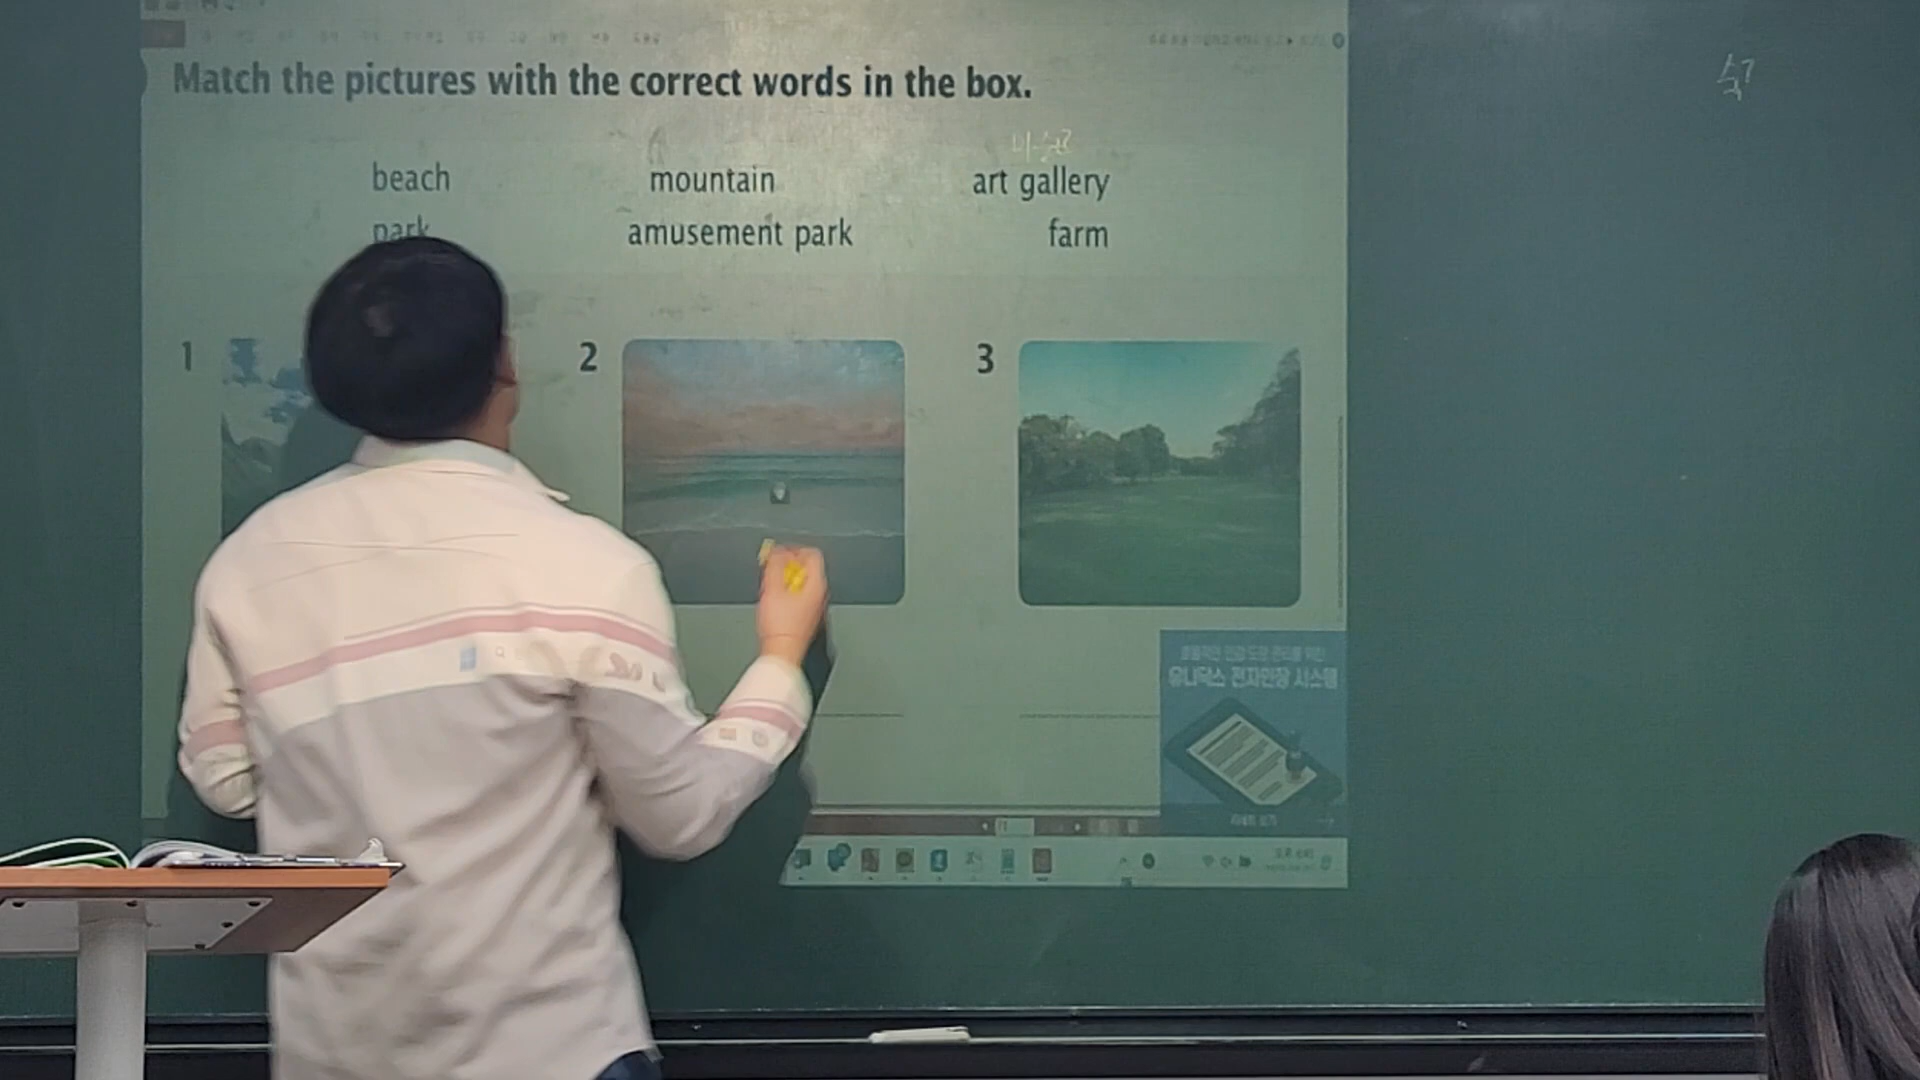 Match the pictures with the correct words in the box.
미술관
beach mountain art gallery
park amusement park farm
1 2 3
유니닥스 전자인장 시스템